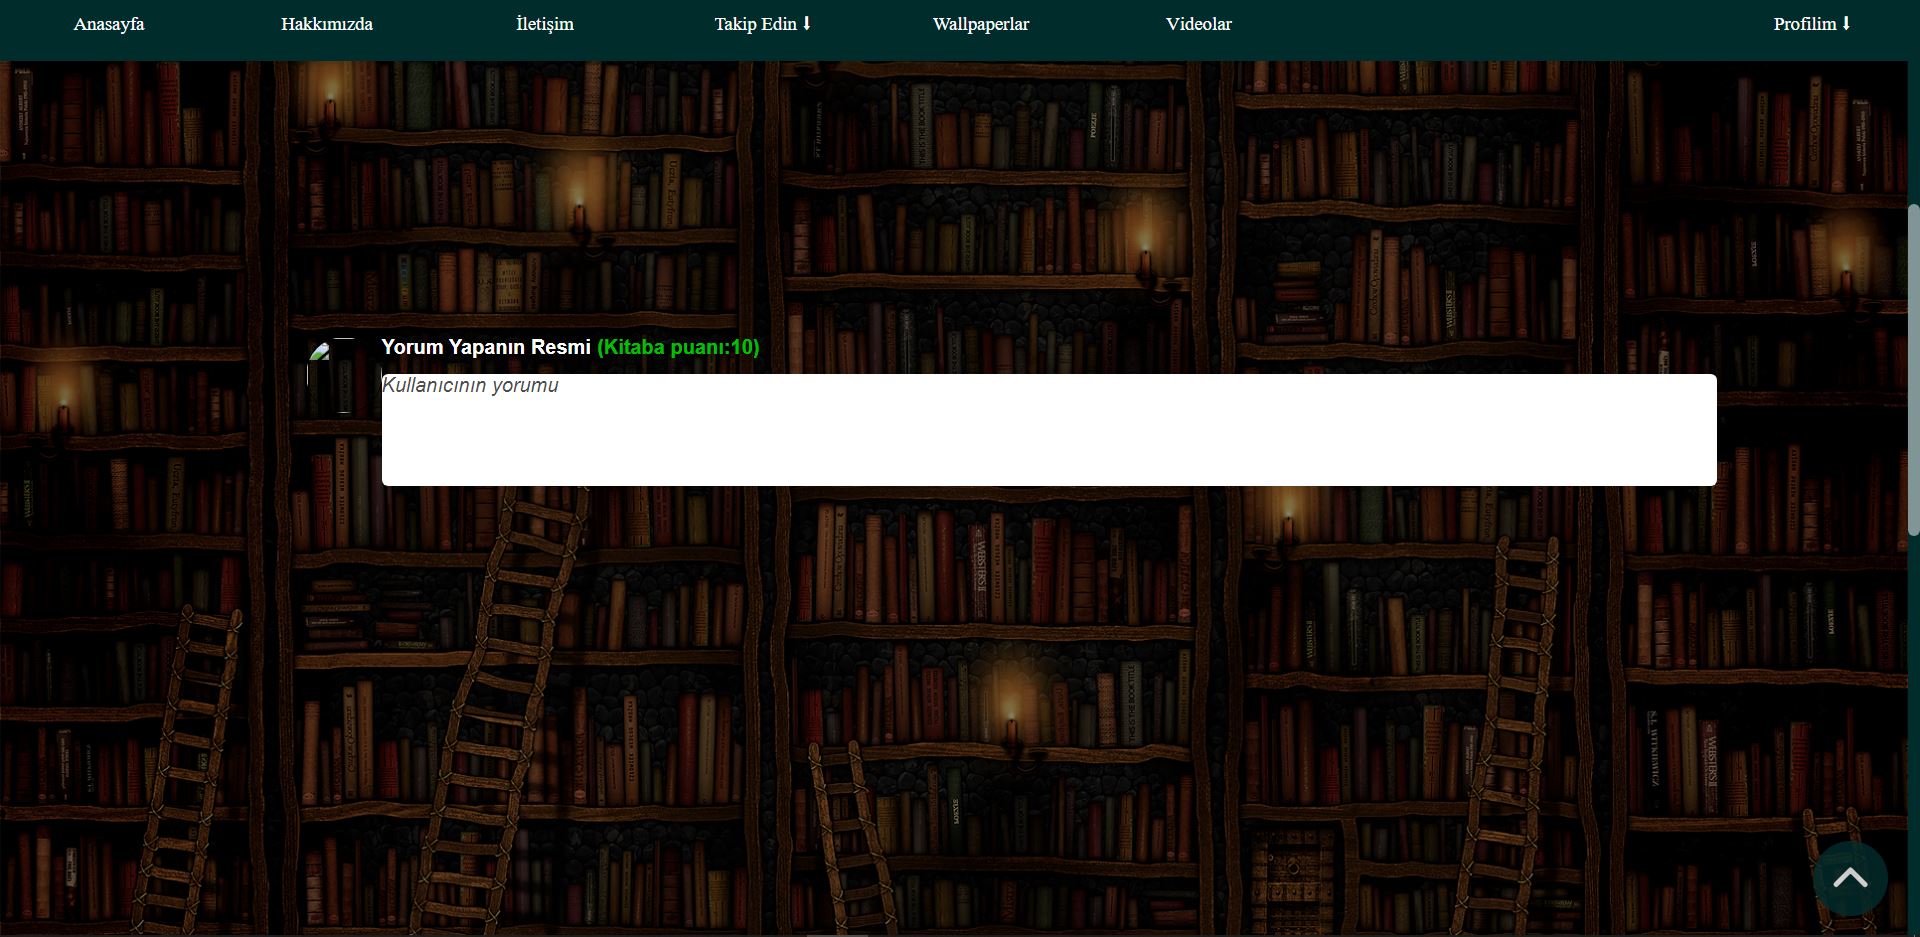 Anasayfa Hakkımızda İletişim Takip Edin ⬇ Wallpaperlar Videolar Profilim ⬇
Yorum Yapanın Resmi (Kitaba puanı:10)
Kullanıcının yorumu